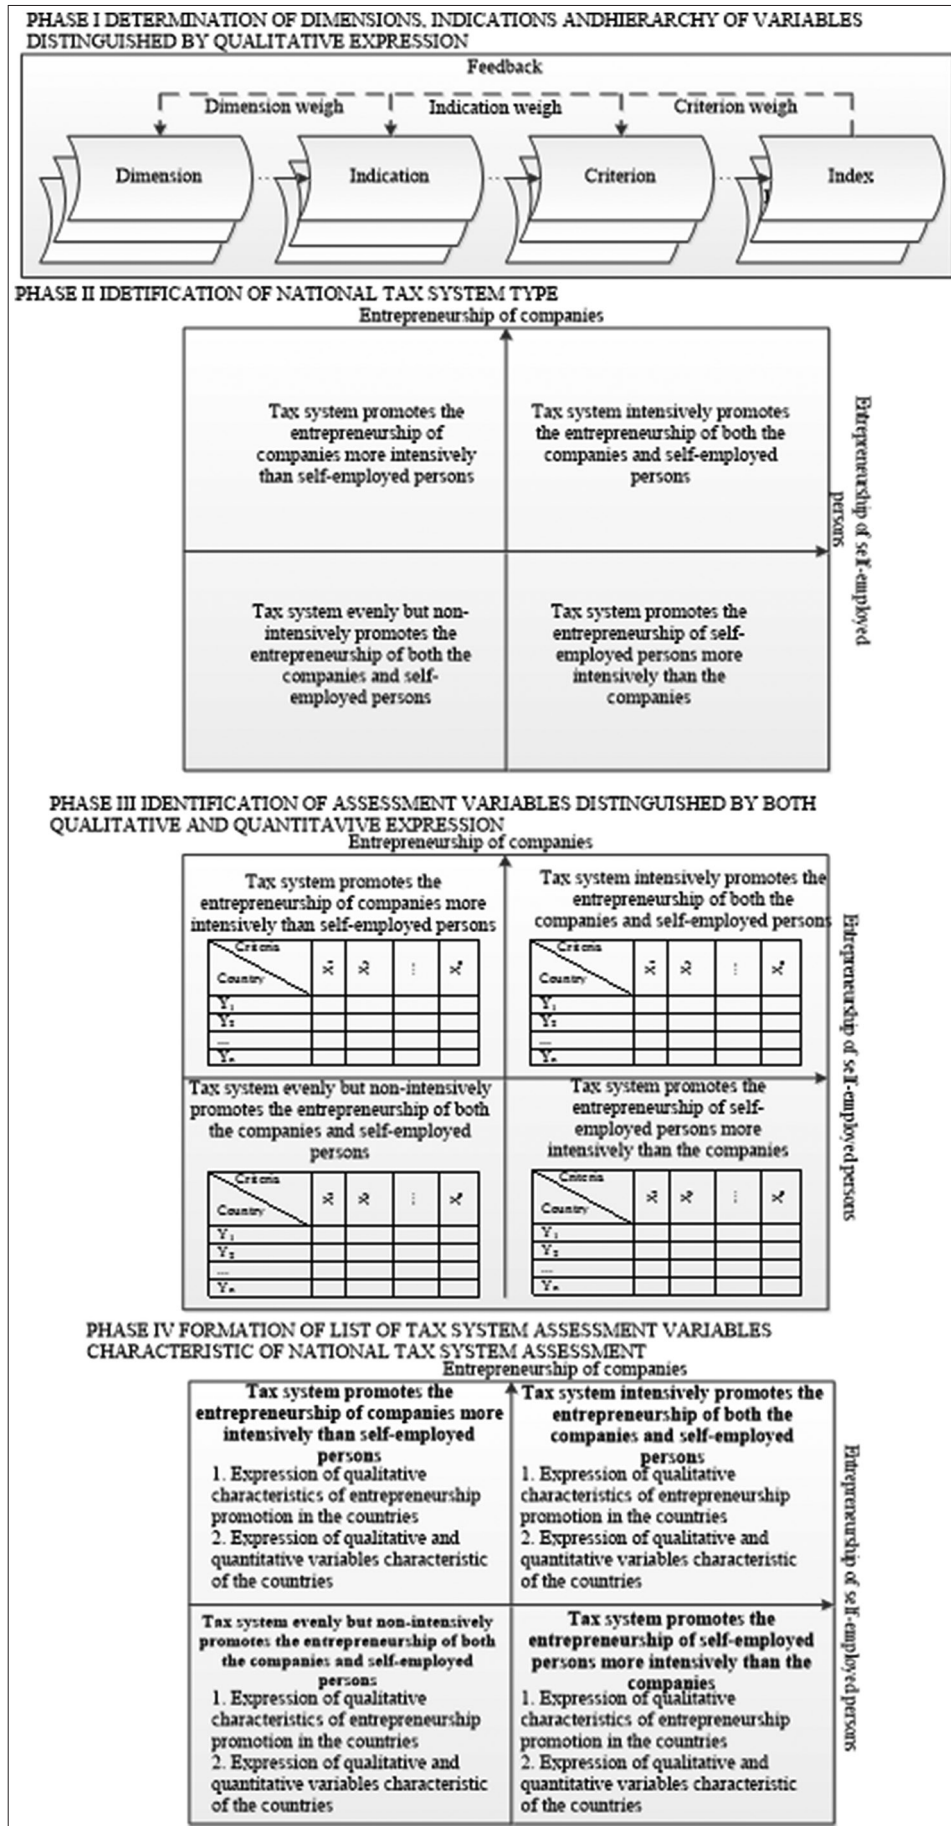 PHASE I DETERMINATION OF DIMENSIONS, INDICATIONS ANDHIERARCHY OF VARIABLES
DISTINGUISHED BY QUALITATIVE EXPRESSION
Feedback
Dimension weigh
Indication weigh
Criterion weigh
Dimension
Indication
Criterion
Index
PHASE II IDETIFICATION OF NATIONAL TAX SYSTEM TYPE
Entrepreneurship of companies
Tax system promotes the
entrepreneurship of
companies more intensively
than self-employed persons
Tax system intensively promotes
the entrepreneurship of both the
companies and self-employed
persons
Entrepreneurship of self-employed
persons
Tax system evenly but non-
intensively promotes the
entrepreneurship of both the
companies and self-
employed persons
Tax system promotes the
entrepreneurship of self-
employed persons more
intensively than the
companies
PHASE III IDENTIFICATION OF ASSESSMENT VARIABLES DISTINGUISHED BY BOTH
QUALITATIVE AND QUANTITAVIVE EXPRESSION
Entrepreneurship of companies
Tax system promotes the
entrepreneurship of companies more
intensively than self-employed persons
Criteria
Country
...
Y₁
Y₂
...
Yₙ
Tax system intensively promotes the
entrepreneurship of both the
companies and self-employed persons
Criteria
Country
...
Y₁
Y₂
...
Yₙ
Entrepreneurship of self-employed persons
Tax system evenly but non-intensively
promotes the entrepreneurship of both
the companies and self-employed
persons
Criteria
Country
...
Y₁
Y₂
...
Yₙ
Tax system promotes the
entrepreneurship of self-
employed persons more
intensively than the companies
Criteria
Country
...
Y₁
Y₂
...
Yₙ
PHASE IV FORMATION OF LIST OF TAX SYSTEM ASSESSMENT VARIABLES
CHARACTERISTIC OF NATIONAL TAX SYSTEM ASSESSMENT
Entrepreneurship of companies
Tax system promotes the
entrepreneurship of companies more
intensively than self-employed
persons
1. Expression of qualitative
characteristics of entrepreneurship
promotion in the countries
2. Expression of qualitative and
quantitative variables characteristic
of the countries
Tax system intensively promotes the
entrepreneurship of both the
companies and self-employed
persons
1. Expression of qualitative
characteristics of entrepreneurship
promotion in the countries
2. Expression of qualitative and
quantitative variables characteristic
of the countries
Entrepreneurship of self-employed persons
Tax system evenly but non-intensively
promotes the entrepreneurship of both
the companies and self-employed
persons
1. Expression of qualitative
characteristics of entrepreneurship
promotion in the countries
2. Expression of qualitative and
quantitative variables characteristic
of the countries
Tax system promotes the
entrepreneurship of self-employed
persons more intensively than the
companies
1. Expression of qualitative
characteristics of entrepreneurship
promotion in the countries
2. Expression of qualitative and
quantitative variables characteristic
of the countries